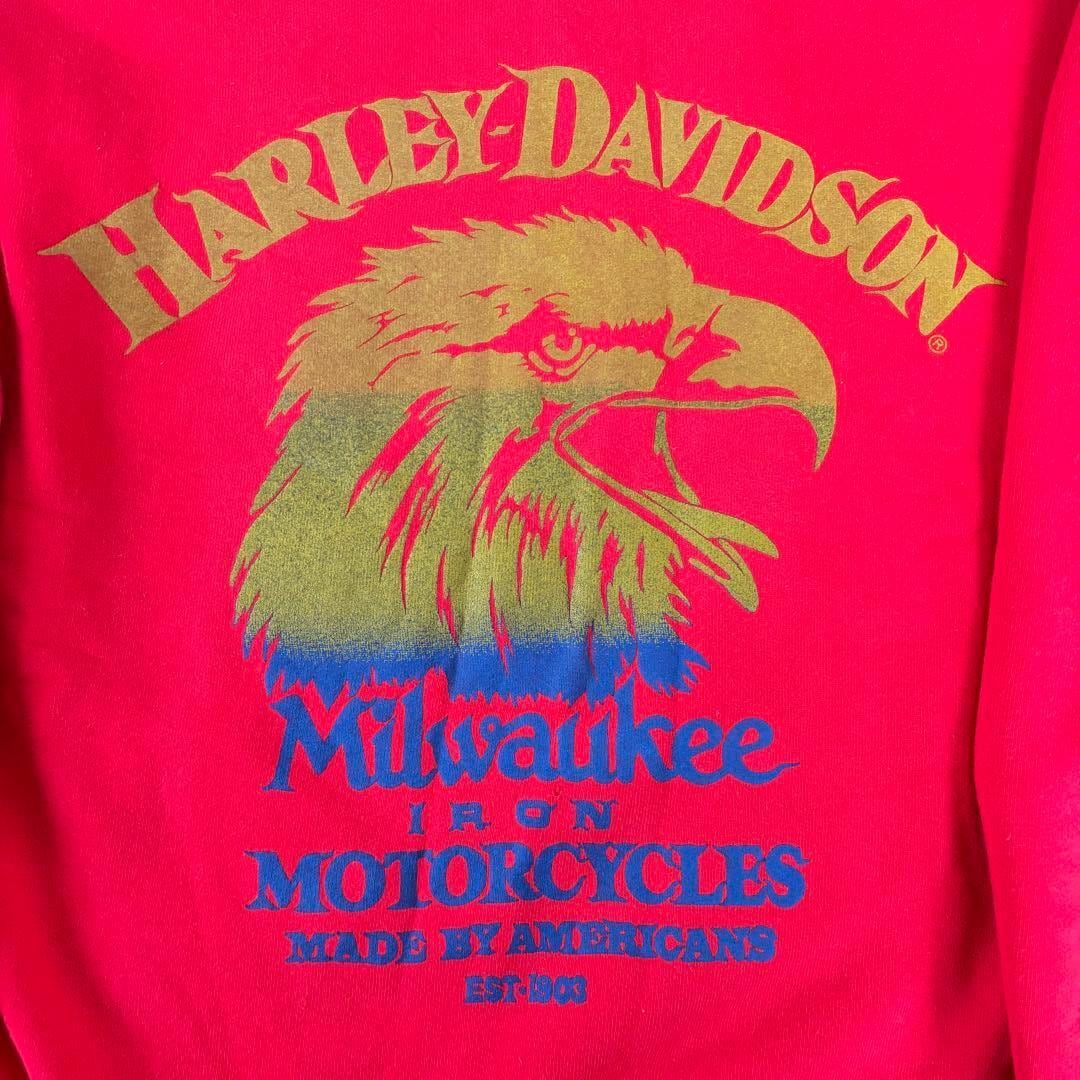 HARLEY-DAVIDSON ®
Milwaukee
IRON
MOTORCYCLES
MADE BY AMERICANS
EST·1903